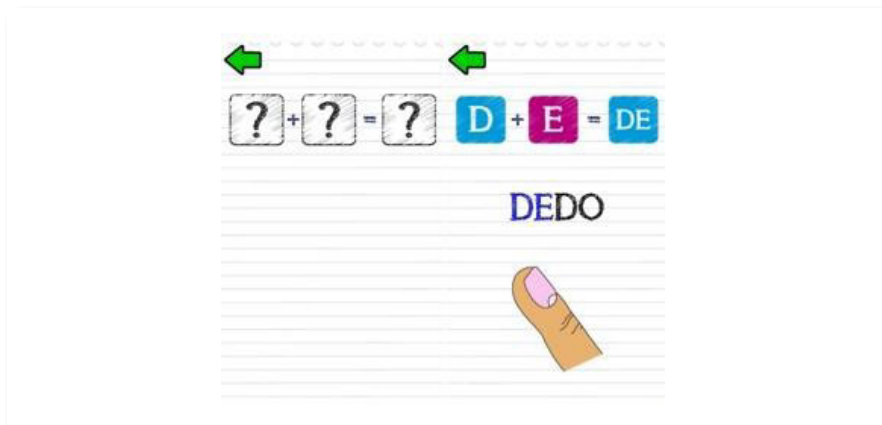 ? + ? = ?
D + E = DE
DEDO